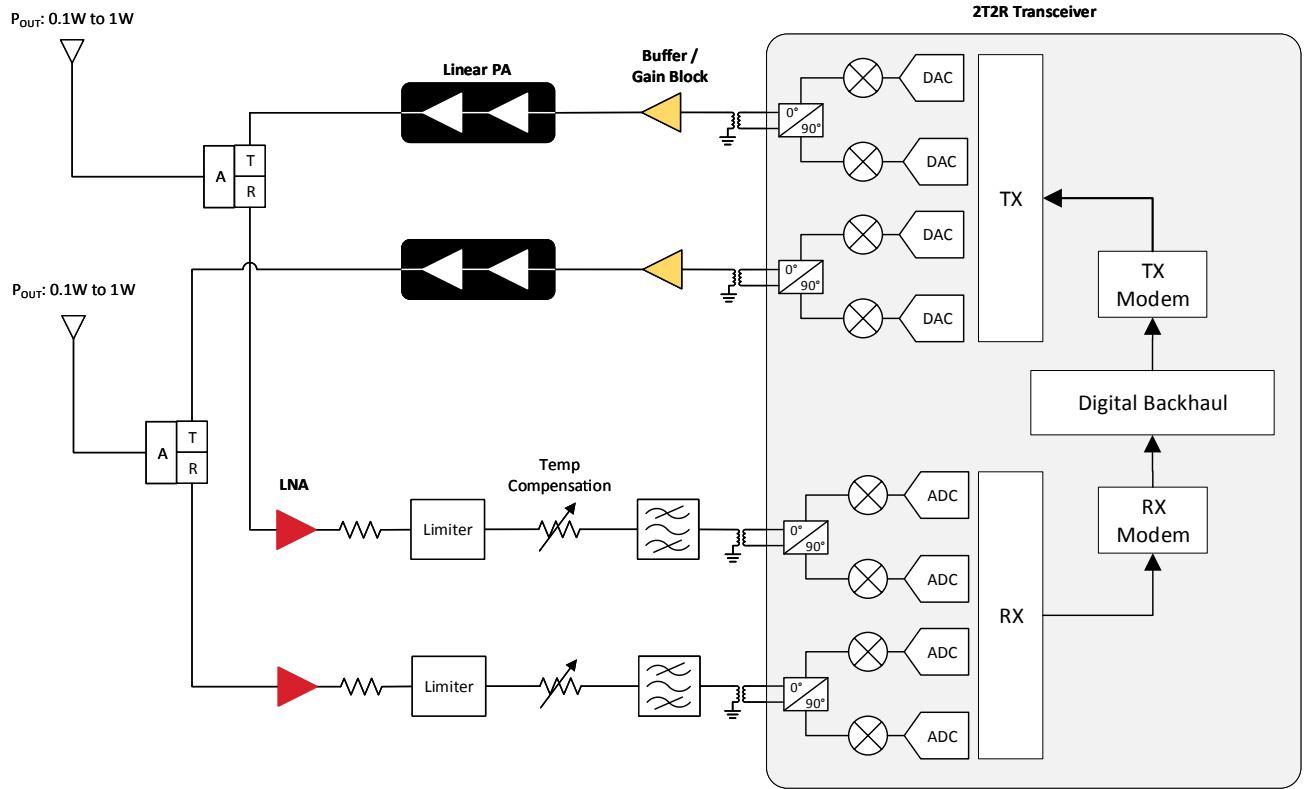 2T2R Transceiver
P_OUT: 0.1W to 1W
Linear PA
Buffer /
Gain Block
0°
90°
DAC
DAC
A
T
R
TX
0°
90°
DAC
DAC
TX
Modem
P_OUT: 0.1W to 1W
Digital Backhaul
A
T
R
LNA
Limiter
Temp
Compensation
0°
90°
ADC
ADC
RX
Modem
RX
Limiter
0°
90°
ADC
ADC